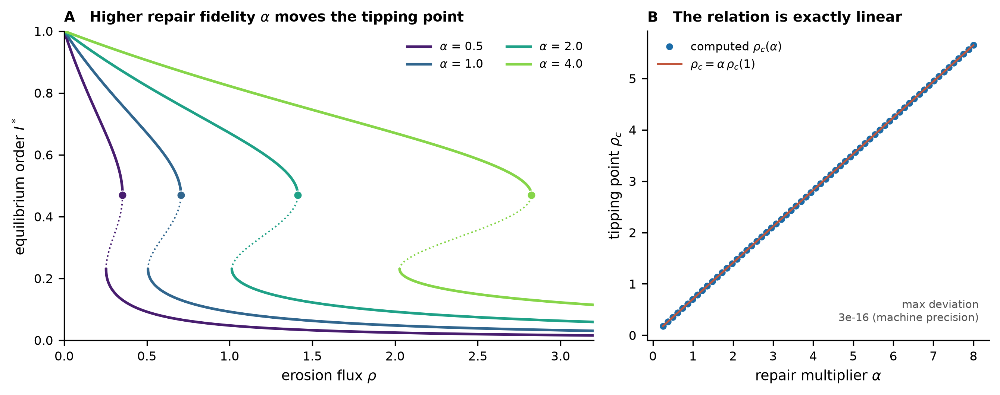 A Higher repair fidelity α moves the tipping point
α = 0.5
α = 1.0
α = 2.0
α = 4.0
equilibrium order I*
1.0
0.8
0.6
0.4
0.2
0.0
0.0 0.5 1.0 1.5 2.0 2.5 3.0
erosion flux ρ
B The relation is exactly linear
computed ρc(α)
ρc = α ρc(1)
tipping point ρc
5
4
3
2
1
0
max deviation
3e-16 (machine precision)
0 1 2 3 4 5 6 7 8
repair multiplier α